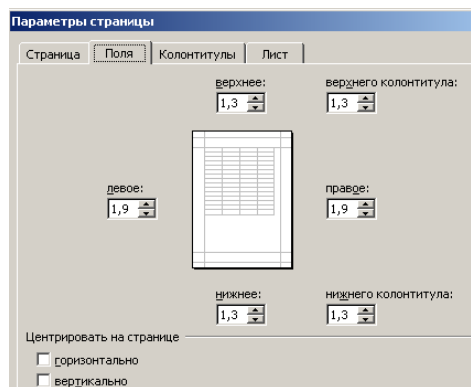 Параметры страницы
Страница Поля Колонтитулы Лист
верхнее: верхнего колонтитула:
1,3 1,3
левое: правое:
1,9 1,9
нижнее: нижнего колонтитула:
1,3 1,3
Центрировать на странице
горизонтально
вертикально